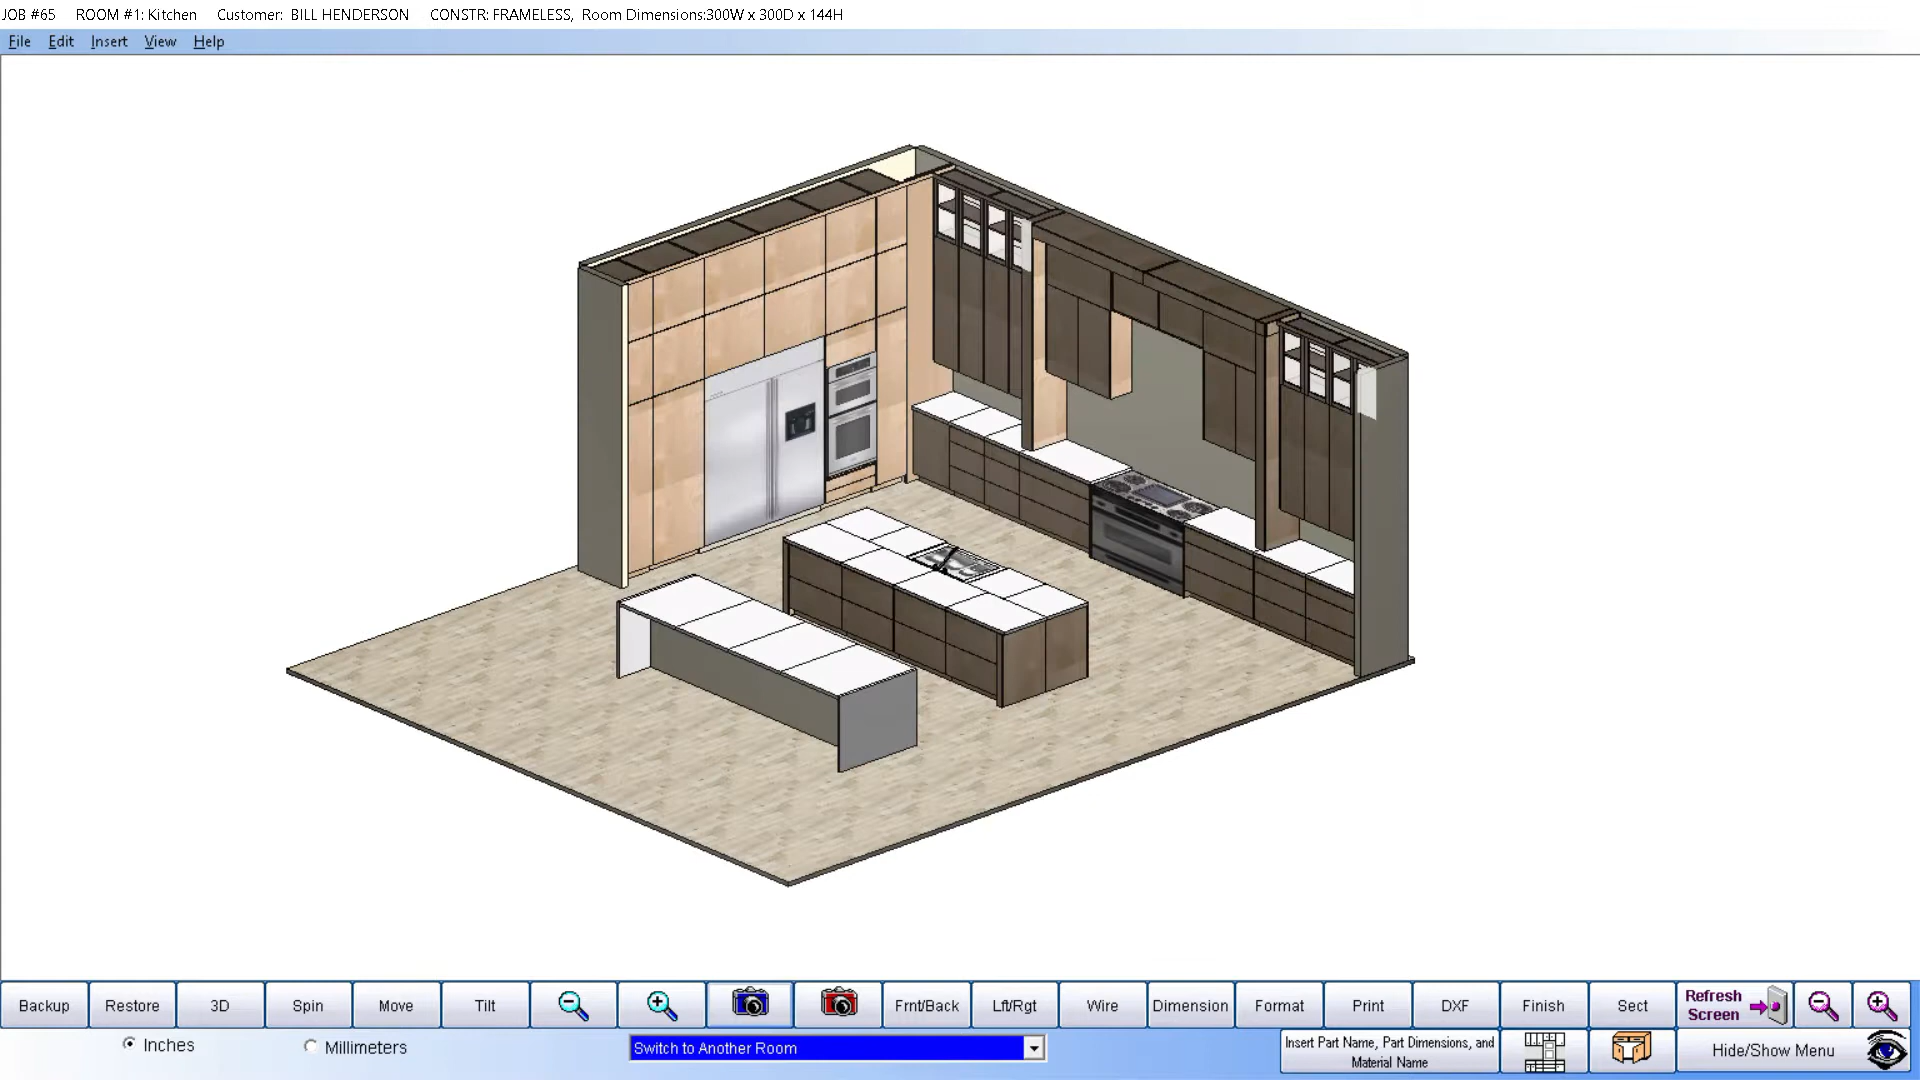 JOB #65 ROOM #1: Kitchen Customer: BILL HENDERSON CONSTR: FRAMELESS, Room Dimensions:300W x 300D x 144H
File Edit Insert View Help
Backup Restore 3D Spin Move Tilt Frnt/Back Lft/Rgt Wire Dimension Format Print DXF Finish Sect Refresh Screen
Inches Millimeters Switch to Another Room Insert Part Name, Part Dimensions, and Material Name Hide/Show Menu